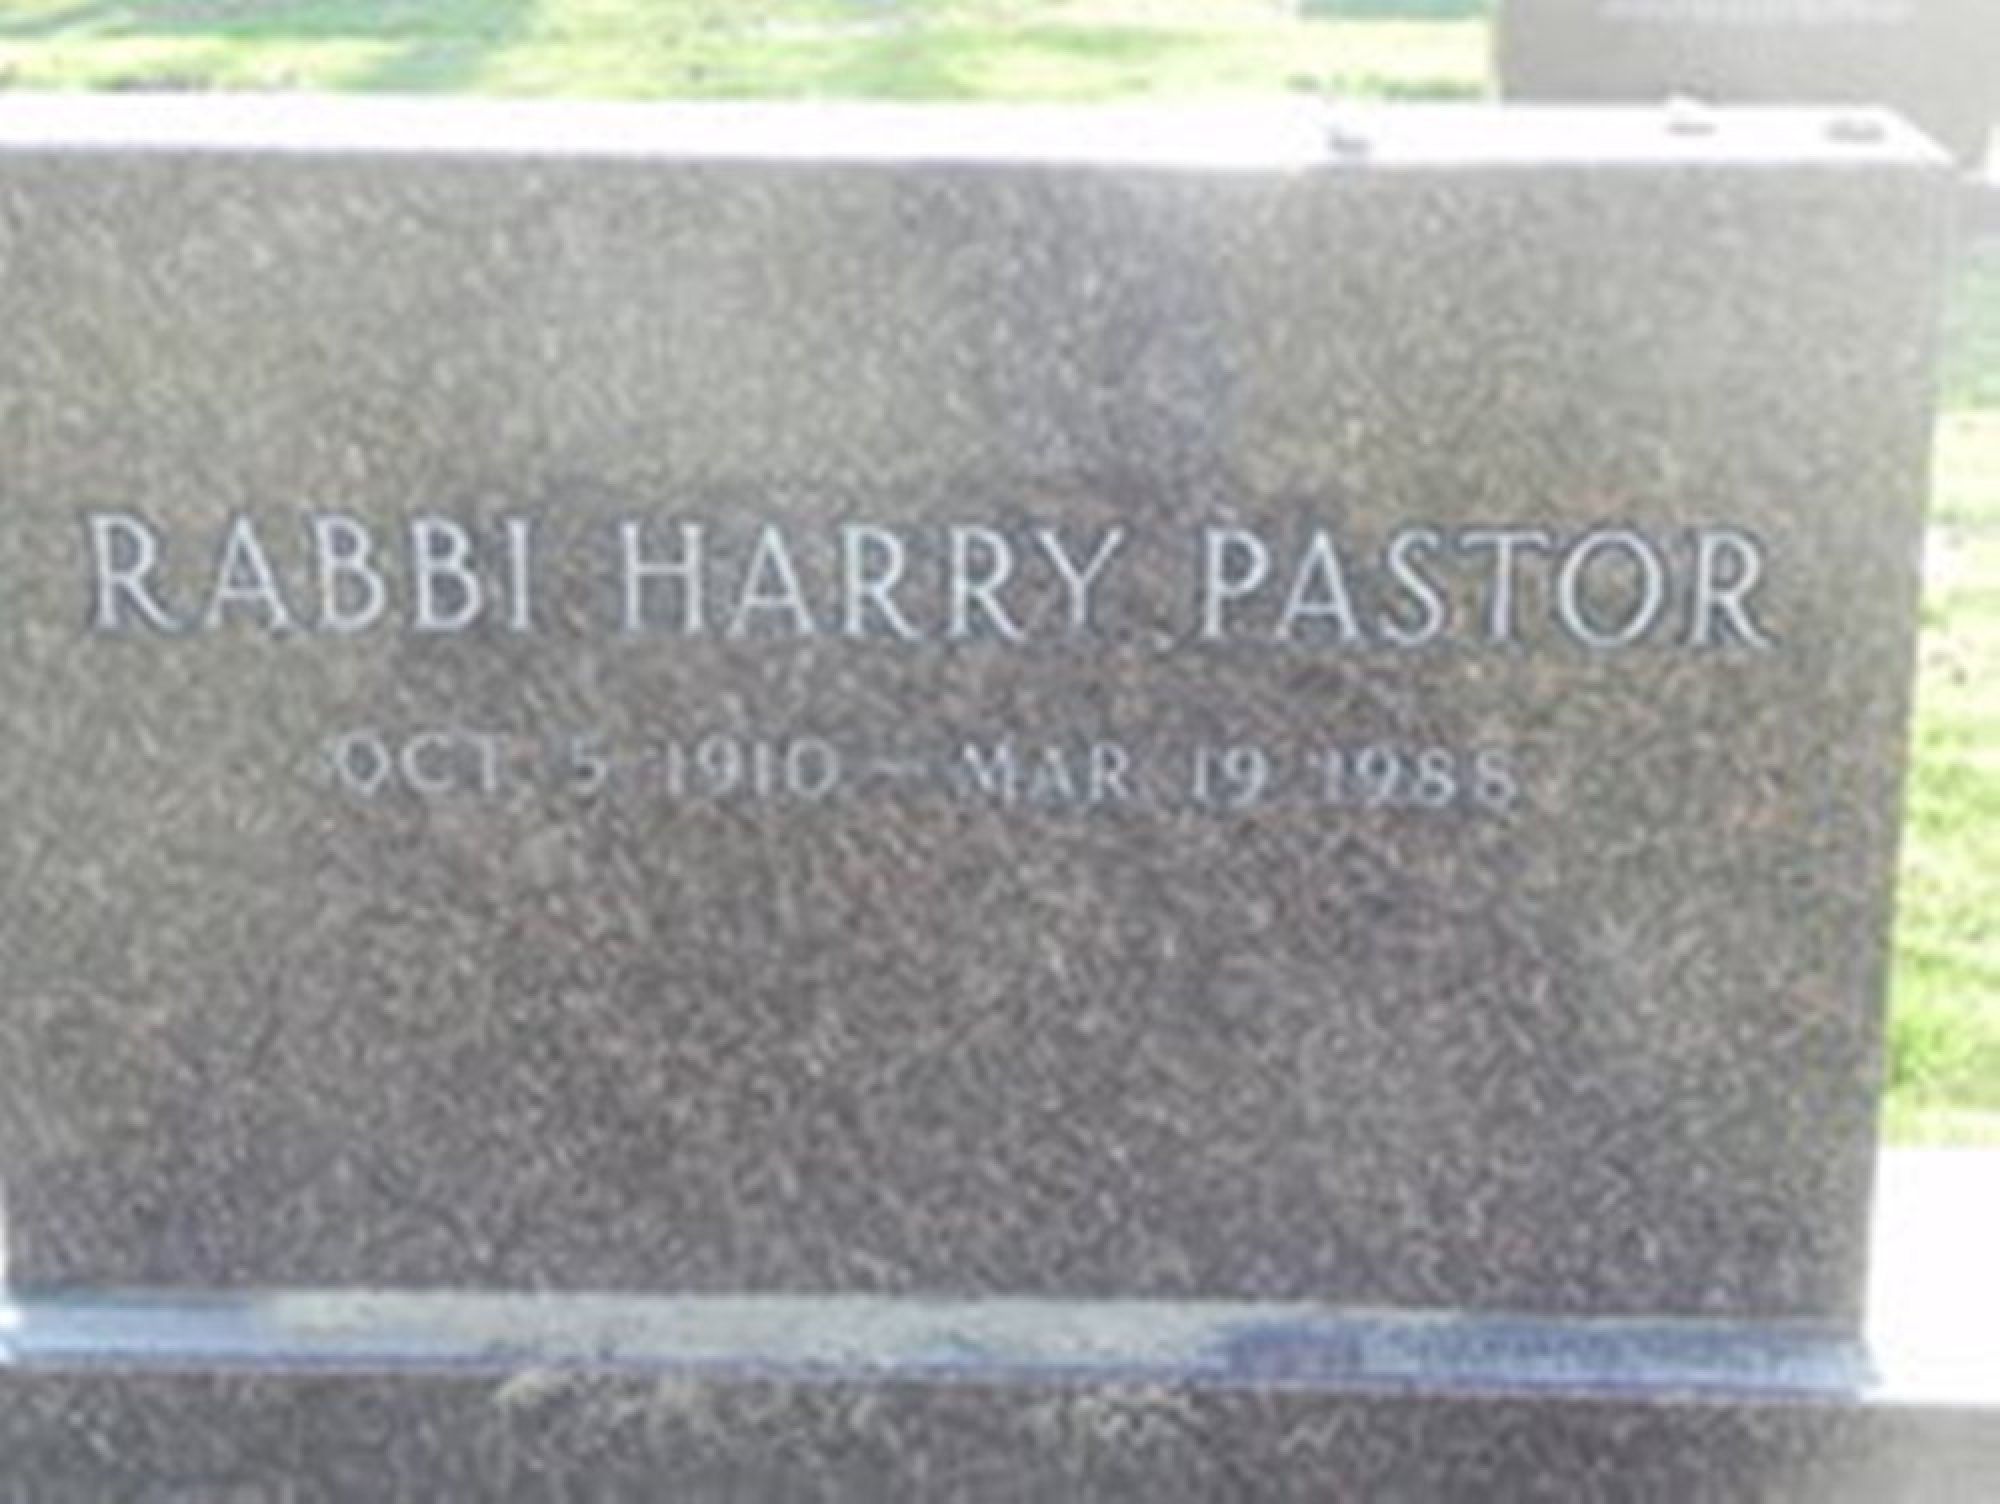 RABBI HARRY PASTOR
OCT 5 1910 – MAR 19 1988